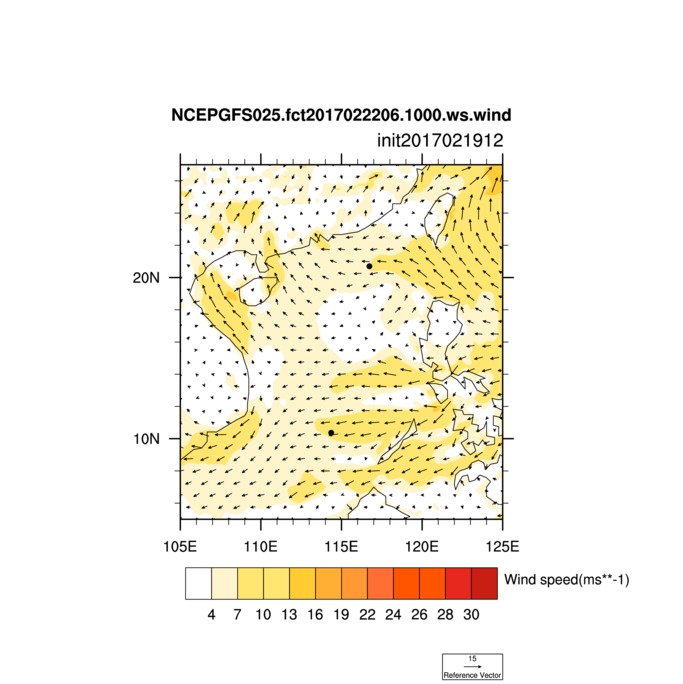 NCEPGFS025.fct2017022206.1000.ws.wind
init2017021912
20N
10N
105E 110E 115E 120E 125E
Wind speed(ms**-1)
4 7 10 13 16 19 22 24 26 28 30
15
Reference Vector